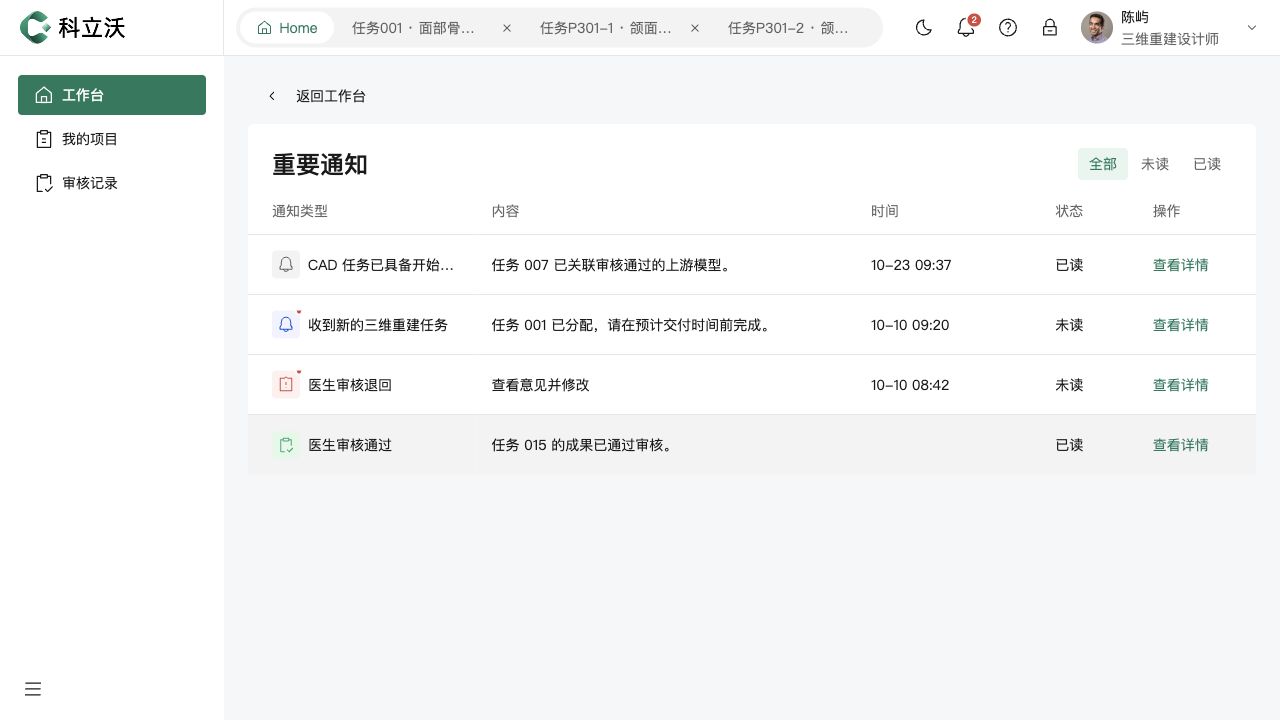 科立沃
Home
任务001 · 面部骨...
任务P301-1 · 颌面...
任务P301-2 · 颌...
2
陈屿
三维重建设计师
工作台
我的项目
审核记录
返回工作台
重要通知
全部 未读 已读
通知类型 内容 时间 状态 操作
CAD 任务已具备开始... 任务 007 已关联审核通过的上游模型。 10-23 09:37 已读 查看详情
收到新的三维重建任务 任务 001 已分配，请在预计交付时间前完成。 10-10 09:20 未读 查看详情
医生审核退回 查看意见并修改 10-10 08:42 未读 查看详情
医生审核通过 任务 015 的成果已通过审核。 已读 查看详情